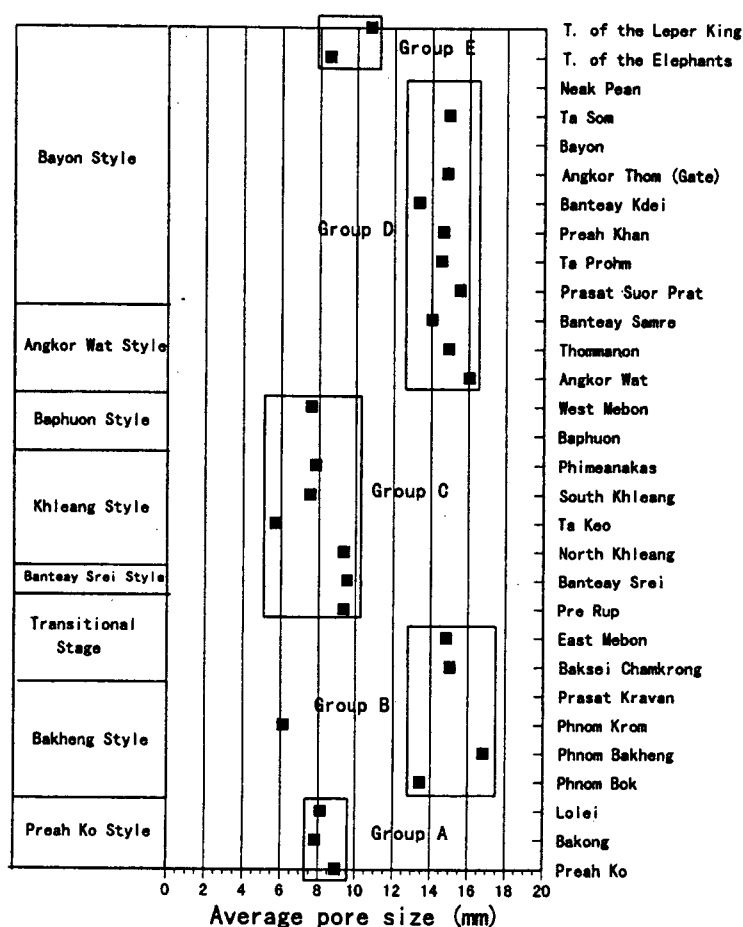 T. of the Leper King
Group E
T. of the Elephants
Neak Pean
Ta Som
Bayon
Bayon Style
Angkor Thom (Gate)
Banteay Kdei
Group D
Preah Khan
Ta Prohm
Prasat Suor Prat
Banteay Samre
Angkor Wat Style
Thommanon
Angkor Wat
Baphuon Style
West Mebon
Baphuon
Phimeanakas
Khleang Style
Group C
South Khleang
Ta Keo
North Khleang
Banteay Srei Style
Banteay Srei
Pre Rup
Transitional
Stage
East Mebon
Baksei Chamkrong
Prasat Kravan
Group B
Bakheng Style
Phnom Krom
Phnom Bakheng
Phnom Bok
Lolei
Preah Ko Style
Group A
Bakong
Preah Ko
0 2 4 6 8 10 12 14 16 18 20
Average pore size (mm)